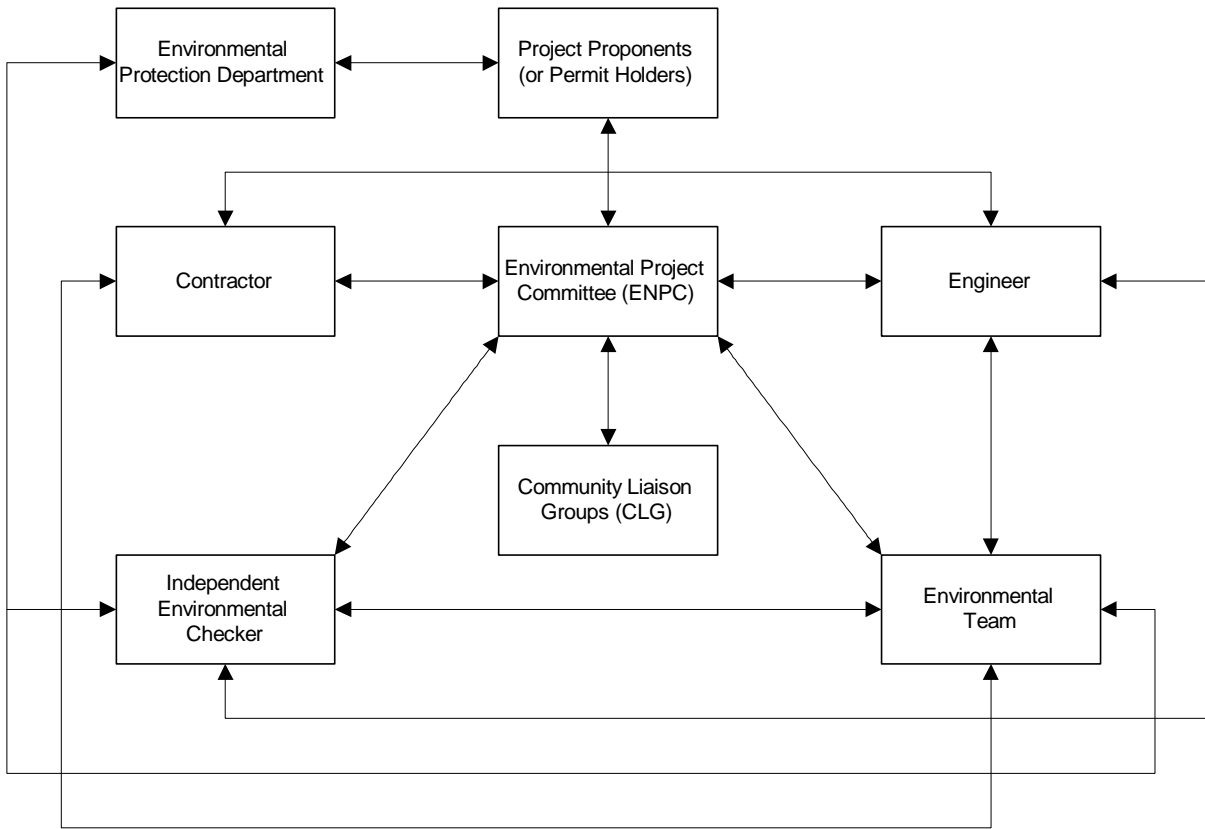 Environmental
Protection Department
Project Proponents
(or Permit Holders)
Contractor
Environmental Project
Committee (ENPC)
Engineer
Community Liaison
Groups (CLG)
Independent
Environmental
Checker
Environmental
Team